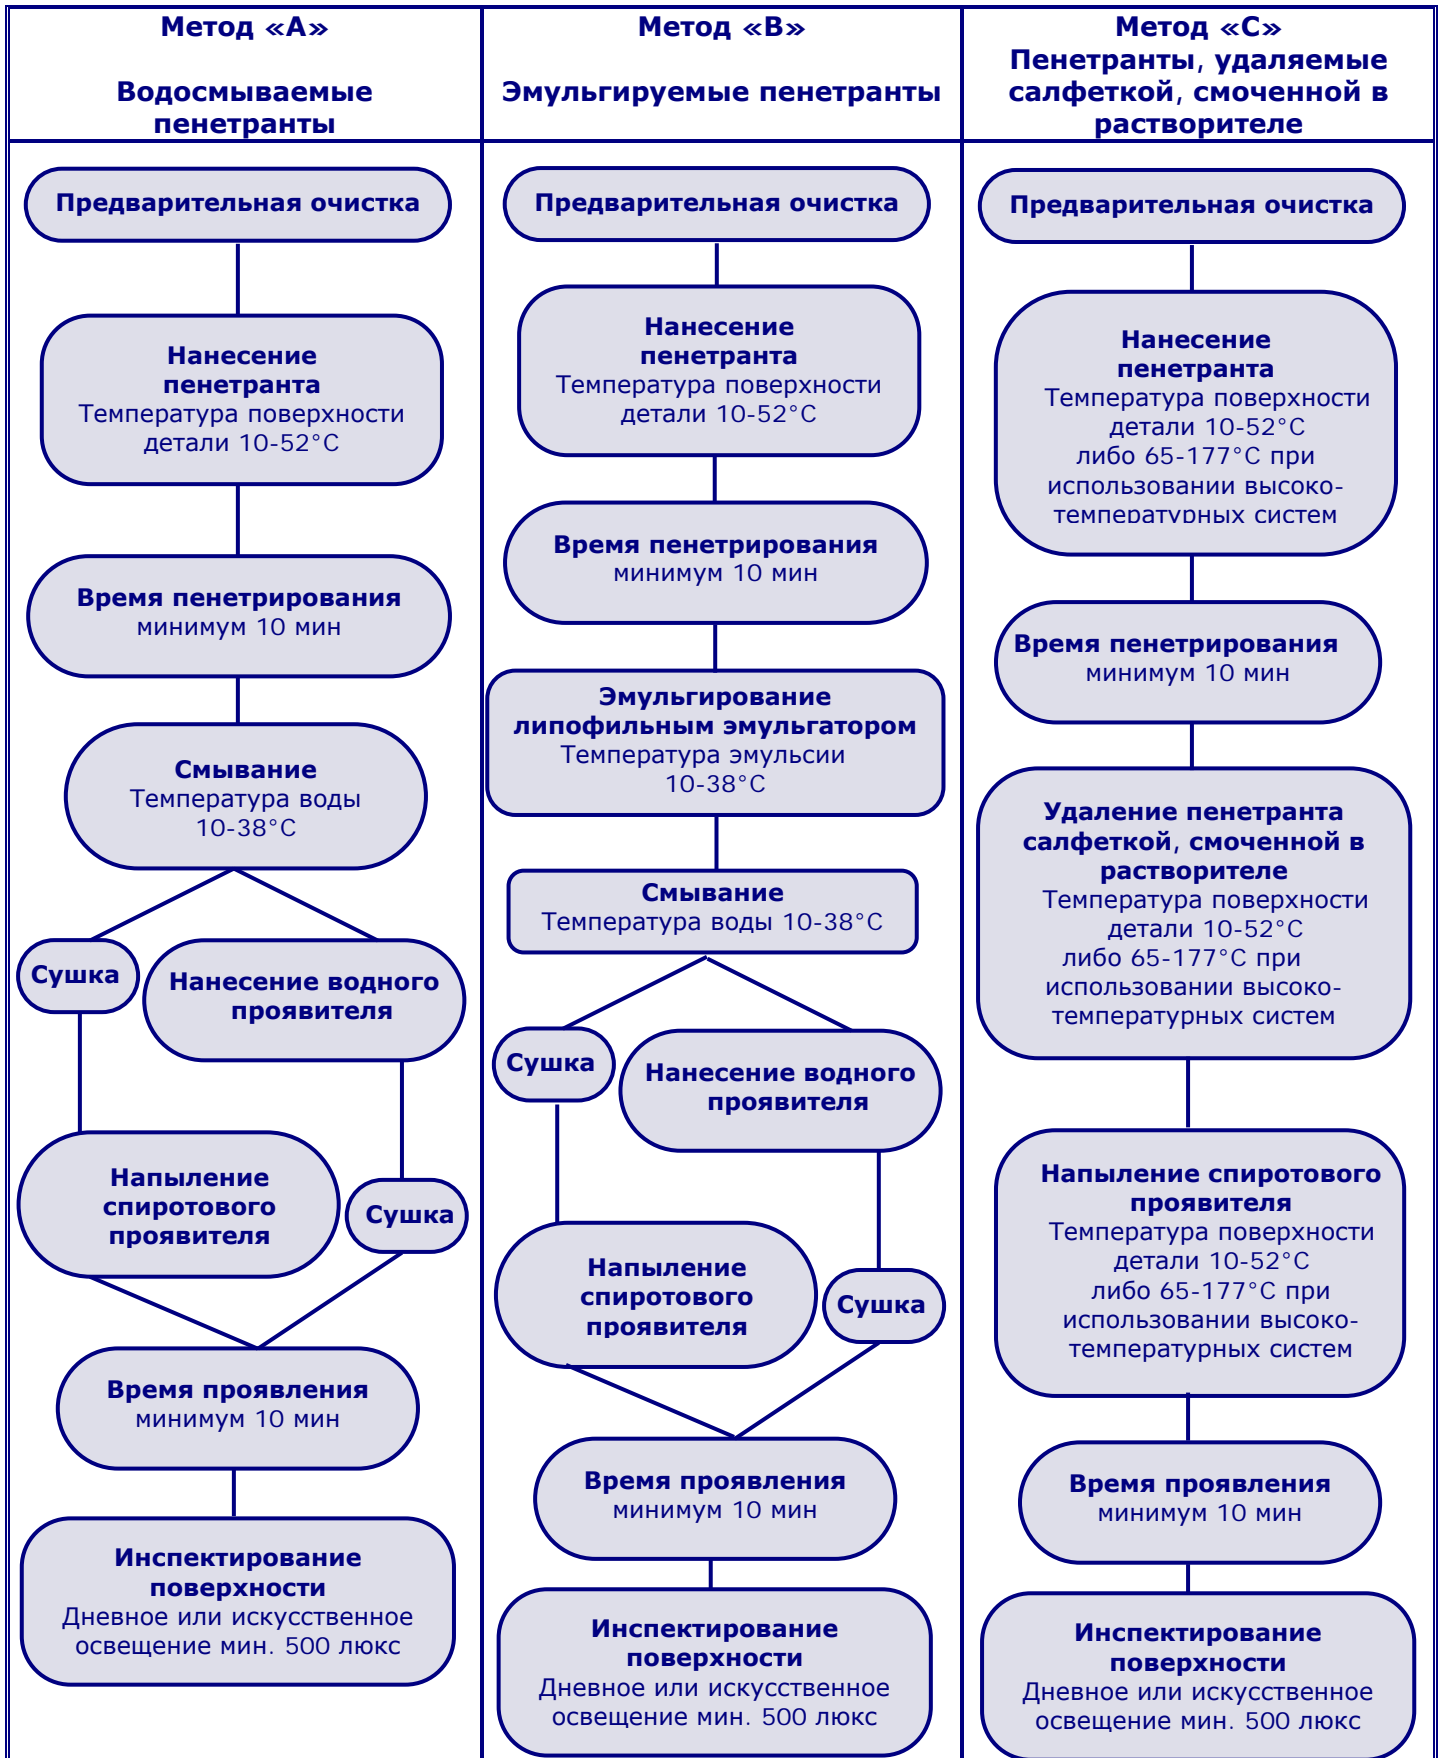 Метод «А»
Водосмываемые
пенетранты
Предварительная очистка
Нанесение
пенетранта
Температура поверхности
детали 10-52°С
Время пенетрирования
минимум 10 мин
Смывание
Температура воды
10-38°С
Сушка
Нанесение водного
проявителя
Напыление
спиротового
проявителя
Сушка
Время проявления
минимум 10 мин
Инспектирование
поверхности
Дневное или искусственное
освещение мин. 500 люкс
Метод «В»
Эмульгируемые пенетранты
Предварительная очистка
Нанесение
пенетранта
Температура поверхности
детали 10-52°С
Время пенетрирования
минимум 10 мин
Эмульгирование
липофильным эмульгатором
Температура эмульсии
10-38°С
Смывание
Температура воды 10-38°С
Сушка
Нанесение водного
проявителя
Напыление
спиротового
проявителя
Сушка
Время проявления
минимум 10 мин
Инспектирование
поверхности
Дневное или искусственное
освещение мин. 500 люкс
Метод «С»
Пенетранты, удаляемые
салфеткой, смоченной в
растворителе
Предварительная очистка
Нанесение
пенетранта
Температура поверхности
детали 10-52°С
либо 65-177°С при
использовании высоко-
температурных систем
Время пенетрирования
минимум 10 мин
Удаление пенетранта
салфеткой, смоченной в
растворителе
Температура поверхности
детали 10-52°С
либо 65-177°С при
использовании высоко-
температурных систем
Напыление спиротового
проявителя
Температура поверхности
детали 10-52°С
либо 65-177°С при
использовании высоко-
температурных систем
Время проявления
минимум 10 мин
Инспектирование
поверхности
Дневное или искусственное
освещение мин. 500 люкс